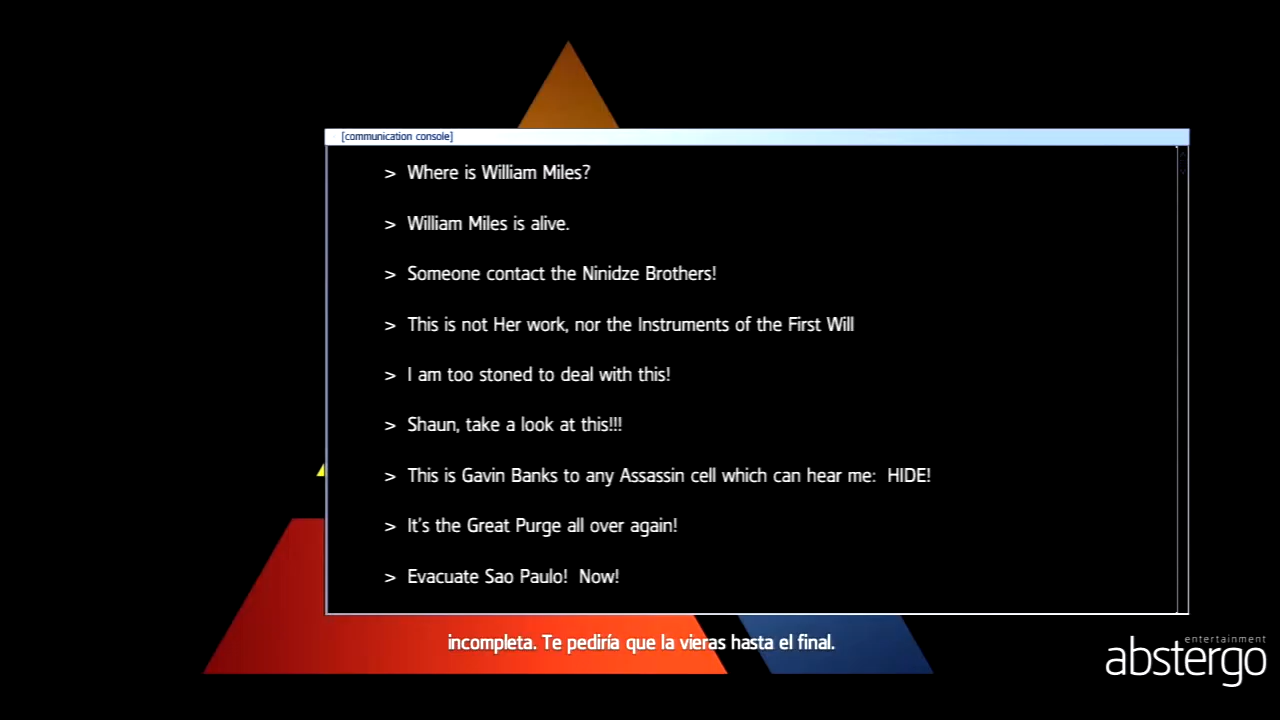 [communication console]
> Where is William Miles?
> William Miles is alive.
> Someone contact the Ninidze Brothers!
> This is not Her work, nor the Instruments of the First Will
> I am too stoned to deal with this!
> Shaun, take a look at this!!!
> This is Gavin Banks to any Assassin cell which can hear me:  HIDE!
> It's the Great Purge all over again!
> Evacuate Sao Paulo!  Now!
incompleta. Te pediría que la vieras hasta el final.
entertainment
abstergo